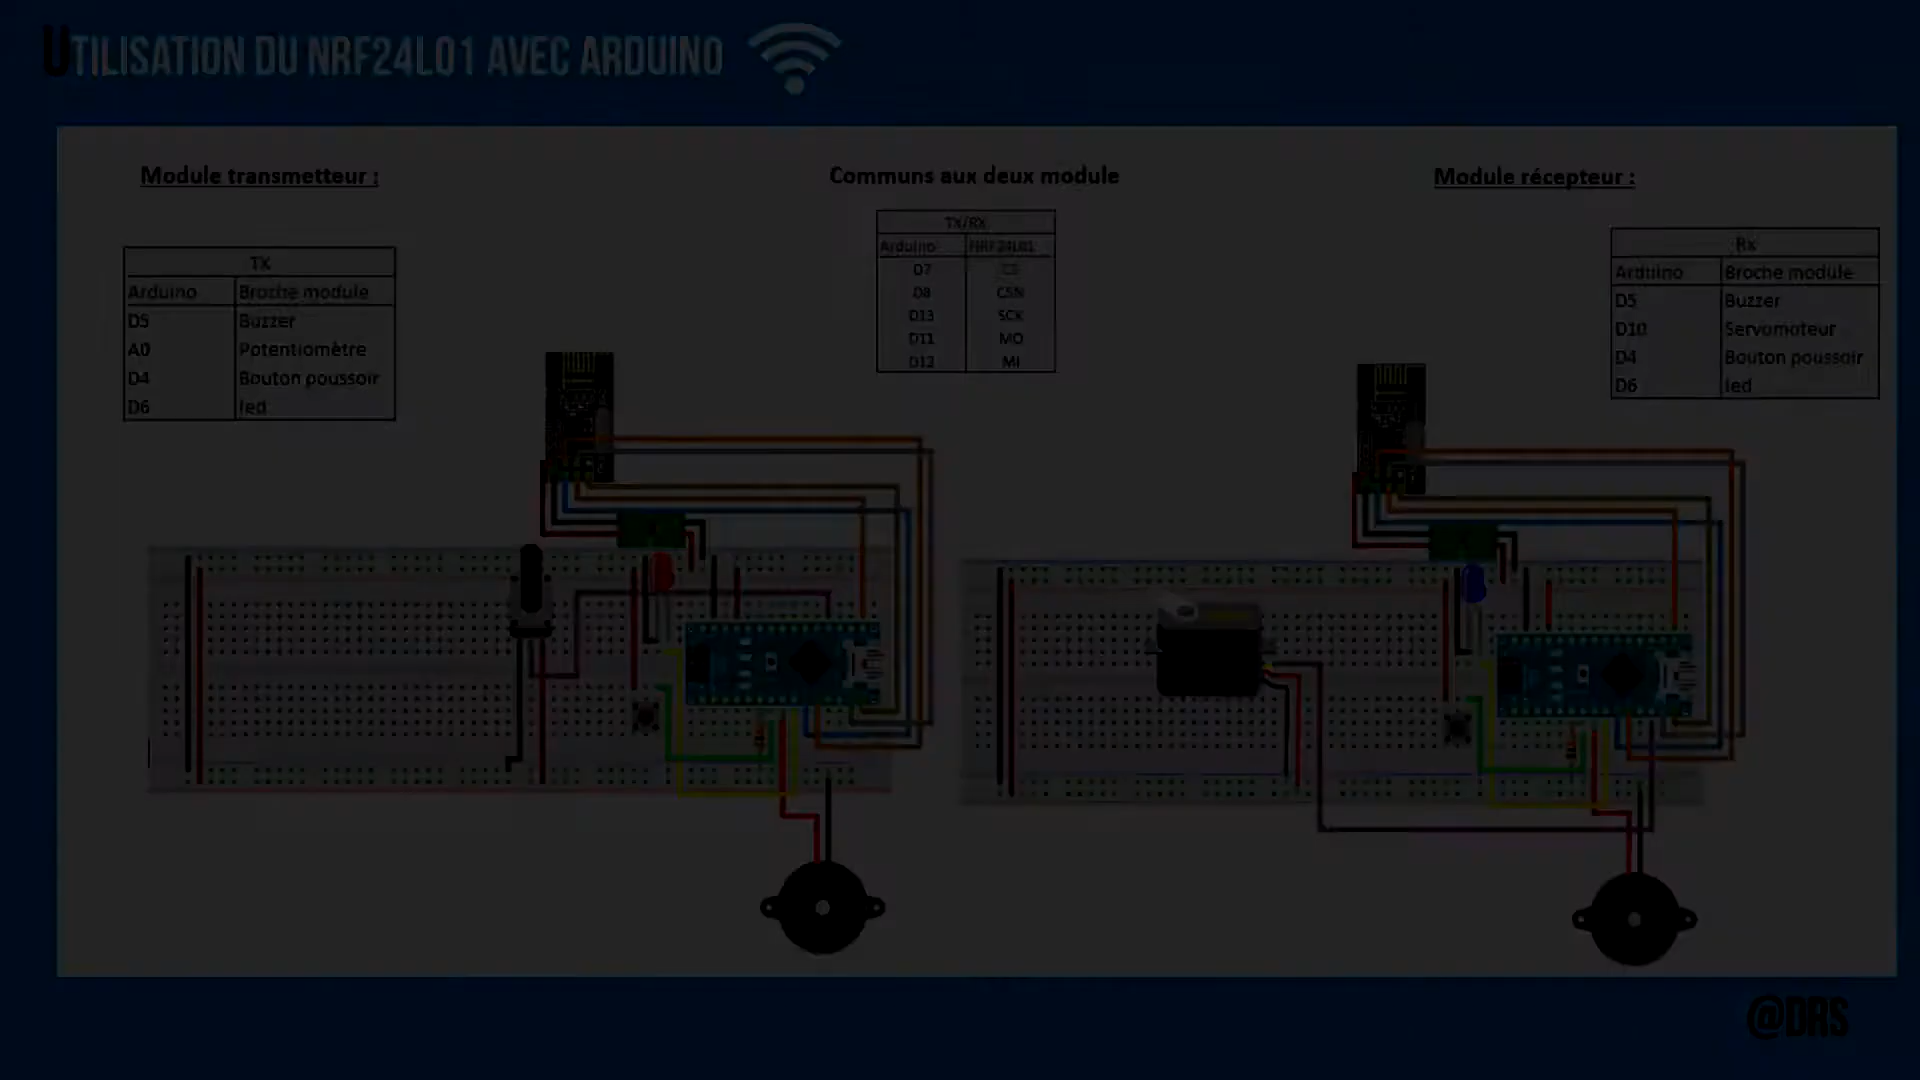 UTILISATION DU NRF24L01 AVEC ARDUINO
Module transmetteur :
TX
Arduino Broche module
D5 Buzzer
A0 Potentiomètre
D4 Bouton poussoir
D6 led
Communs aux deux module
TX/RX
Arduino NRF24L01
D7 CE
D8 CSN
D13 SCK
D11 MO
D12 MI
Module récepteur :
Rx
Arduino Broche module
D5 Buzzer
D10 Servomoteur
D4 Bouton poussoir
D6 led
@DRS